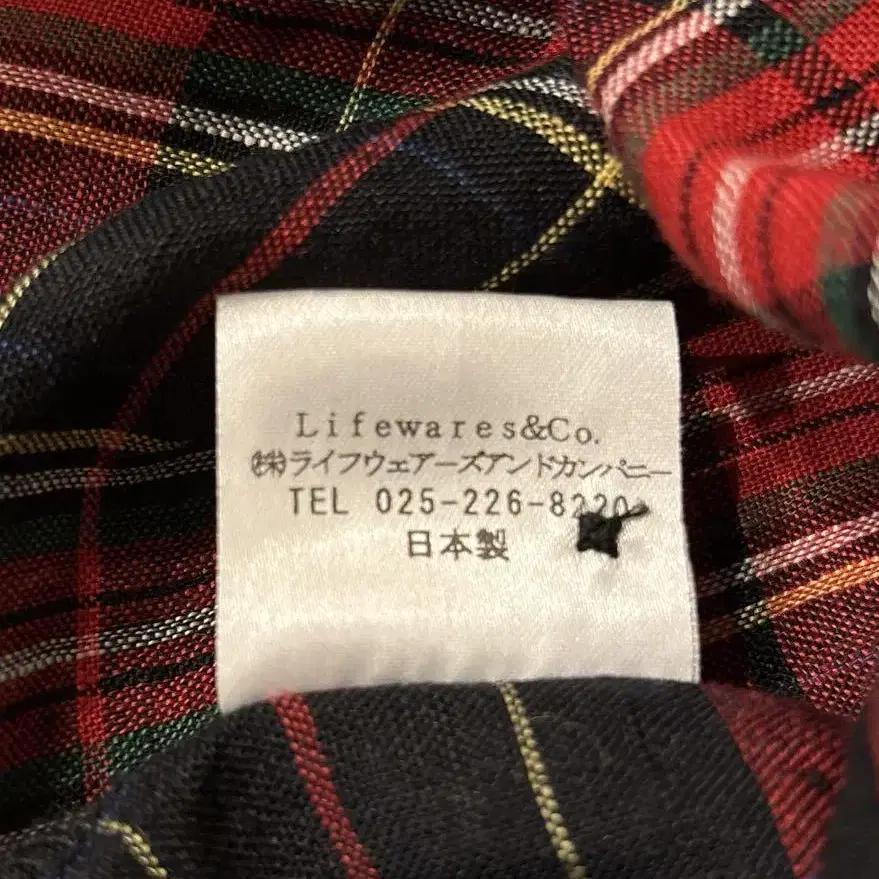 Lifewares&Co.
㈱ライフウェアーズアンドカンパニー
TEL 025-226-8220
日本製